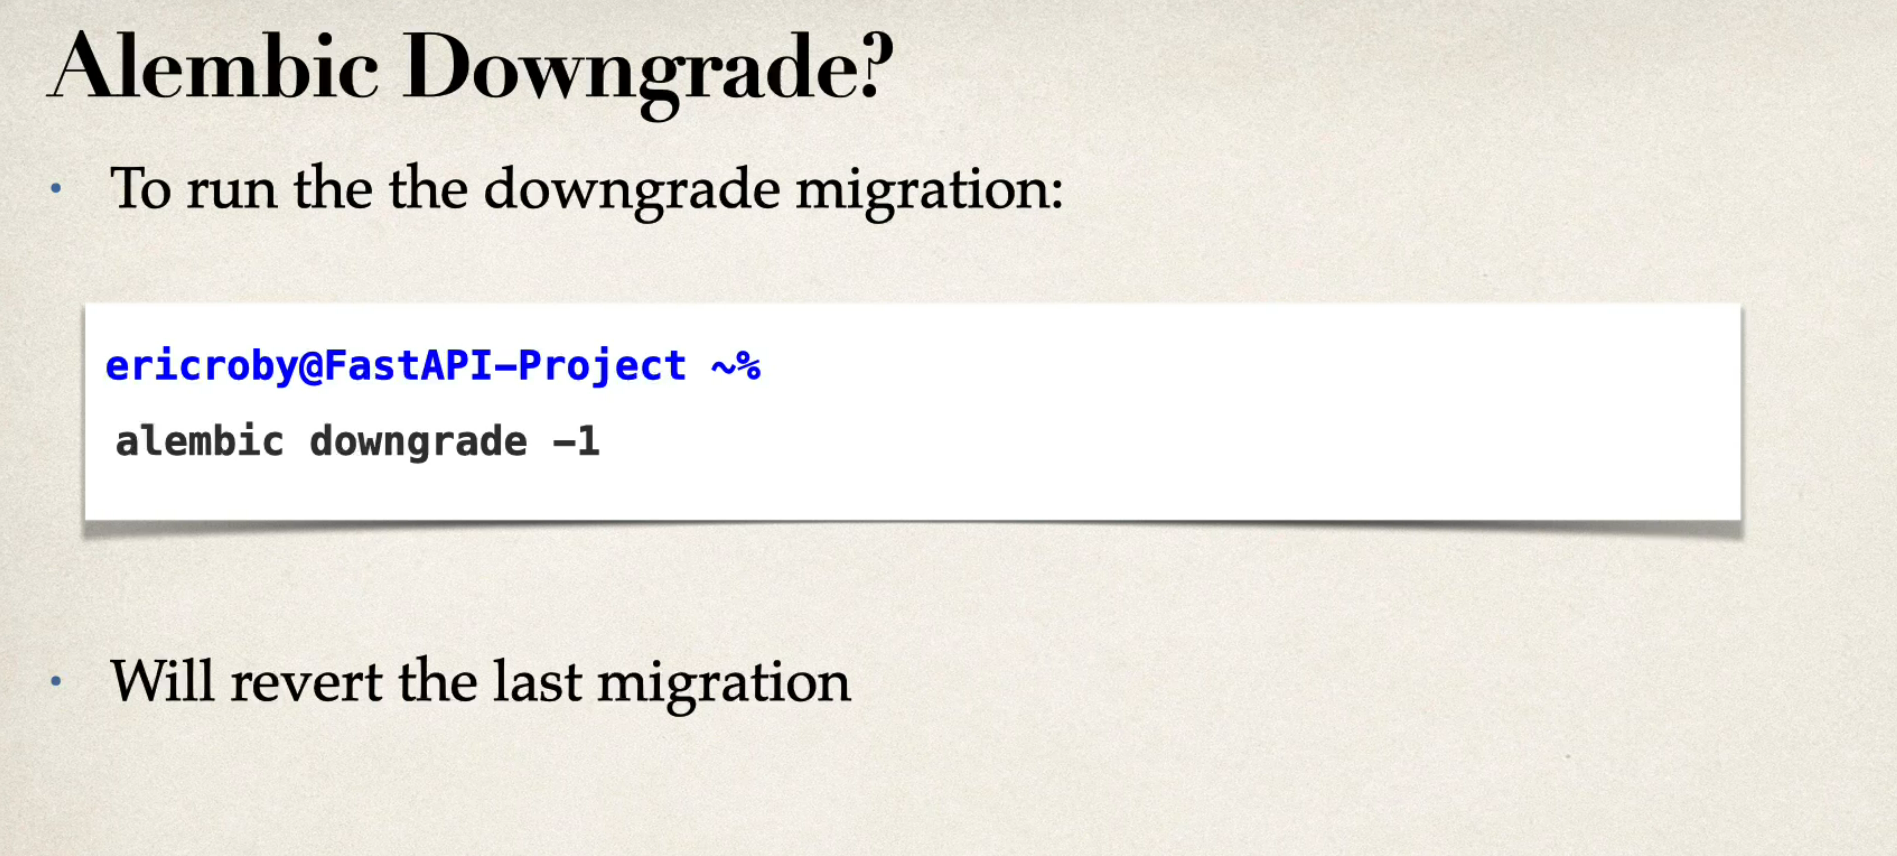 Alembic Downgrade?
• To run the the downgrade migration:
ericroby@FastAPI-Project ~%
alembic downgrade -1
• Will revert the last migration